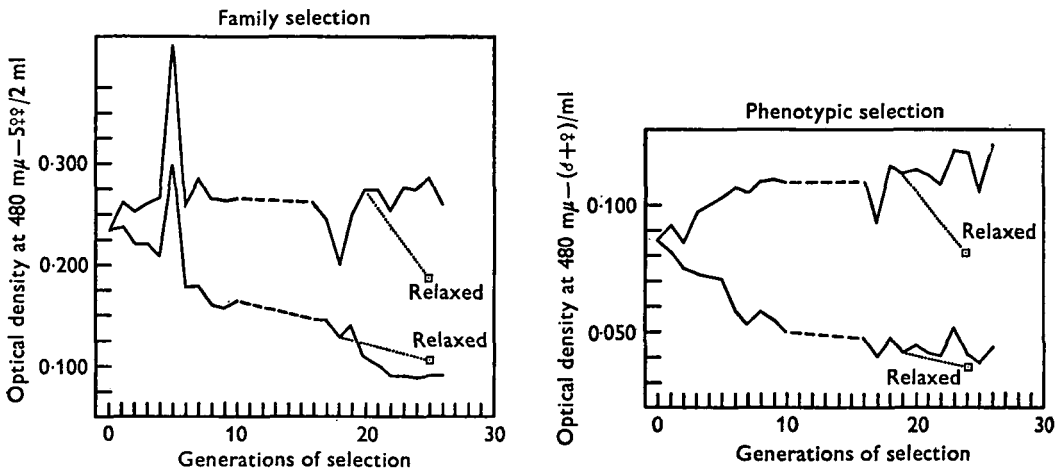 Family selection
Optical density at 480 mμ—5♀♀/2 ml
0·300
0·200
0·100
Relaxed
Relaxed
0
10
20
30
Generations of selection
Phenotypic selection
Optical density at 480 mμ—(♂+♀)/ml
0·100
0·050
Relaxed
Relaxed
0
10
20
30
Generations of selection